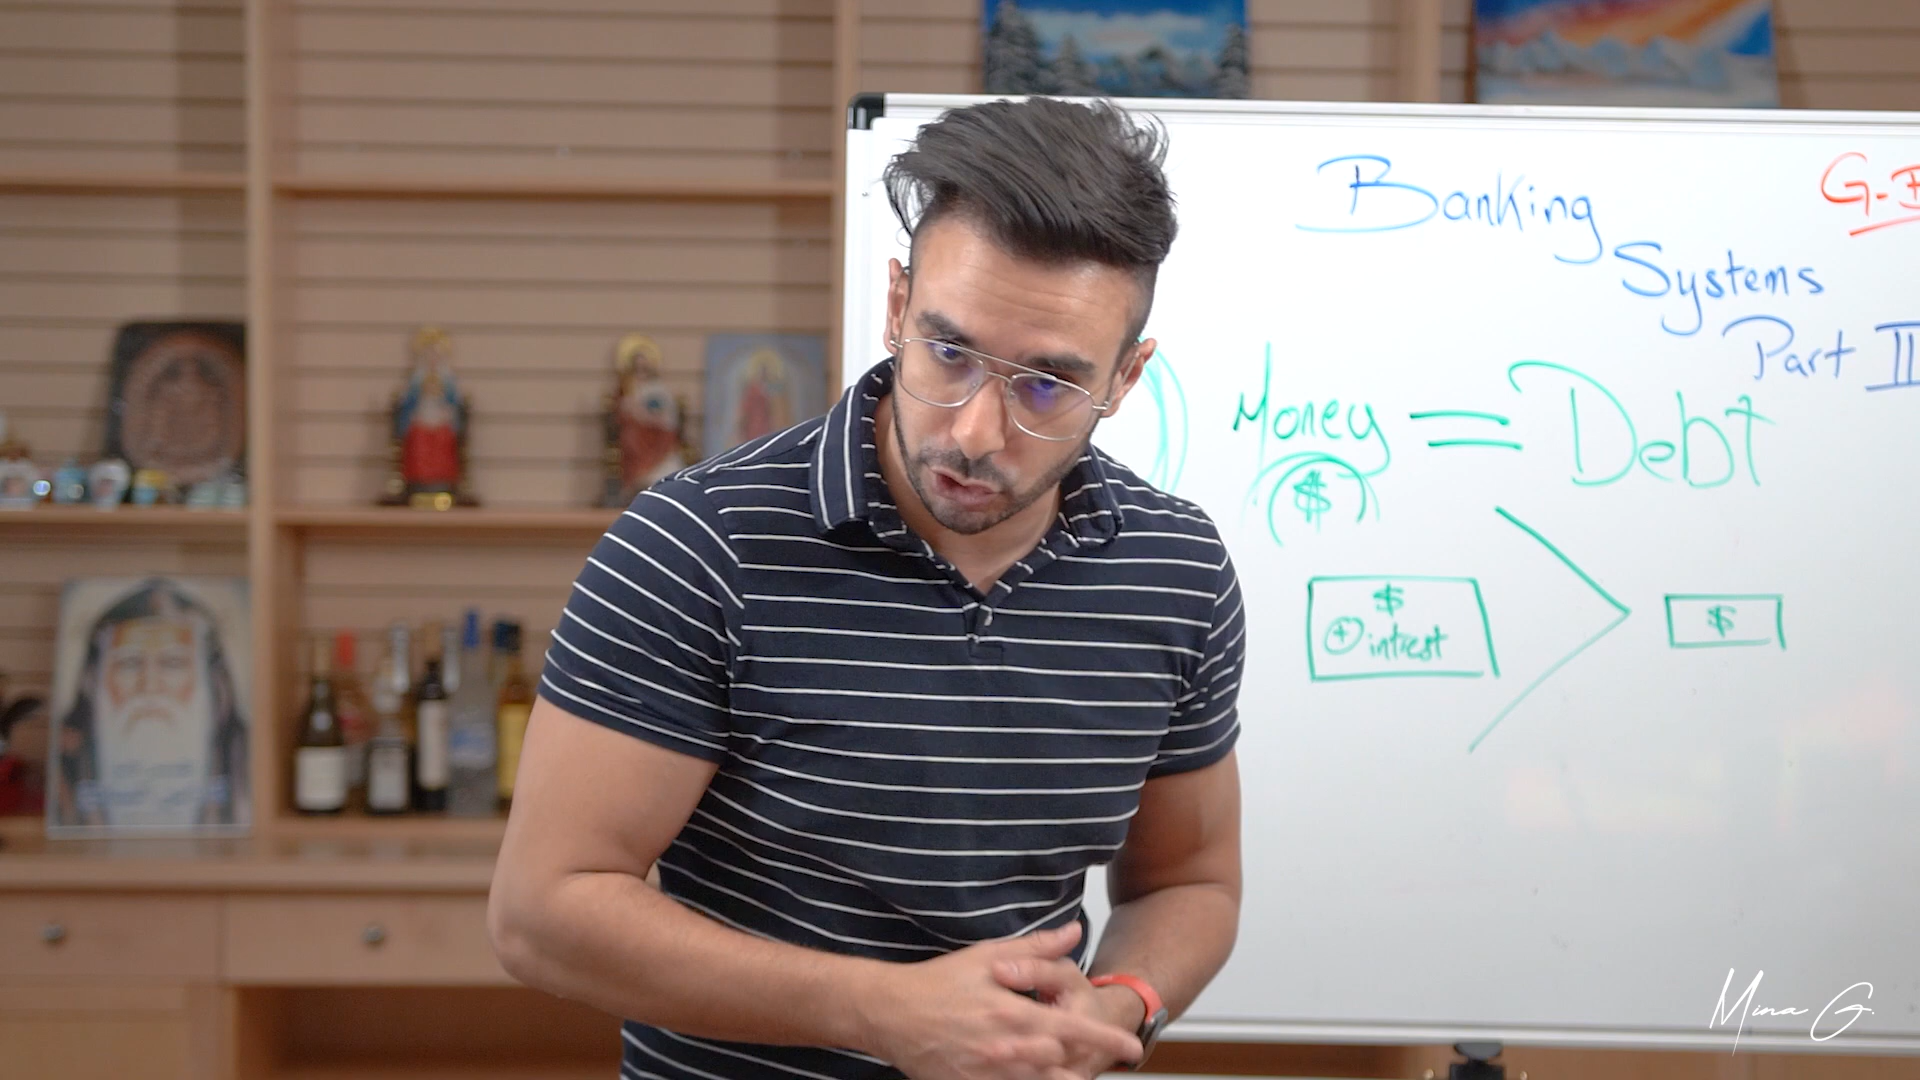 Banking
G-
Systems
Part II
Money = Debt
$
$
$
+ intrest
Mina G.